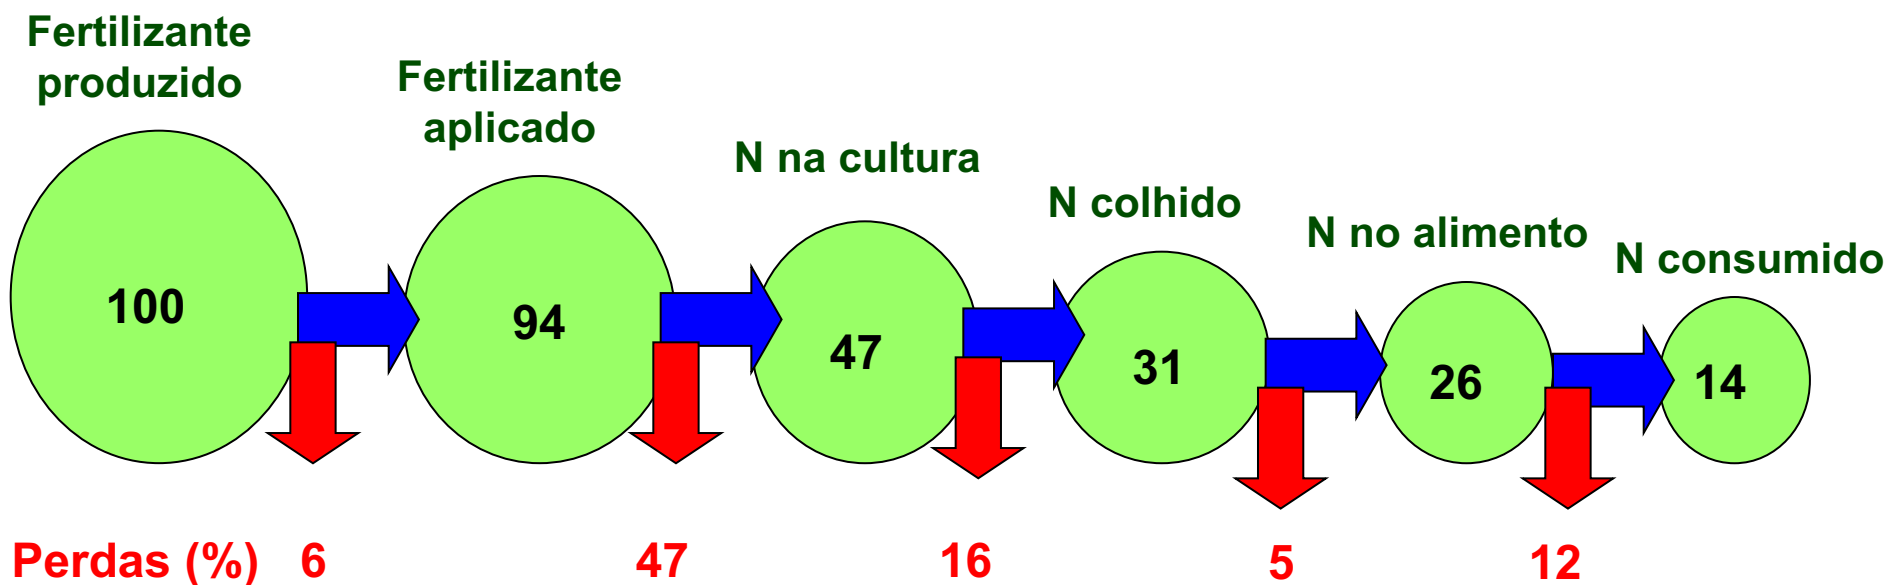 Fertilizante
produzido
Fertilizante
aplicado
N na cultura
N colhido
N no alimento
N consumido
100
94
47
31
26
14
Perdas (%) 6 47 16 5 12